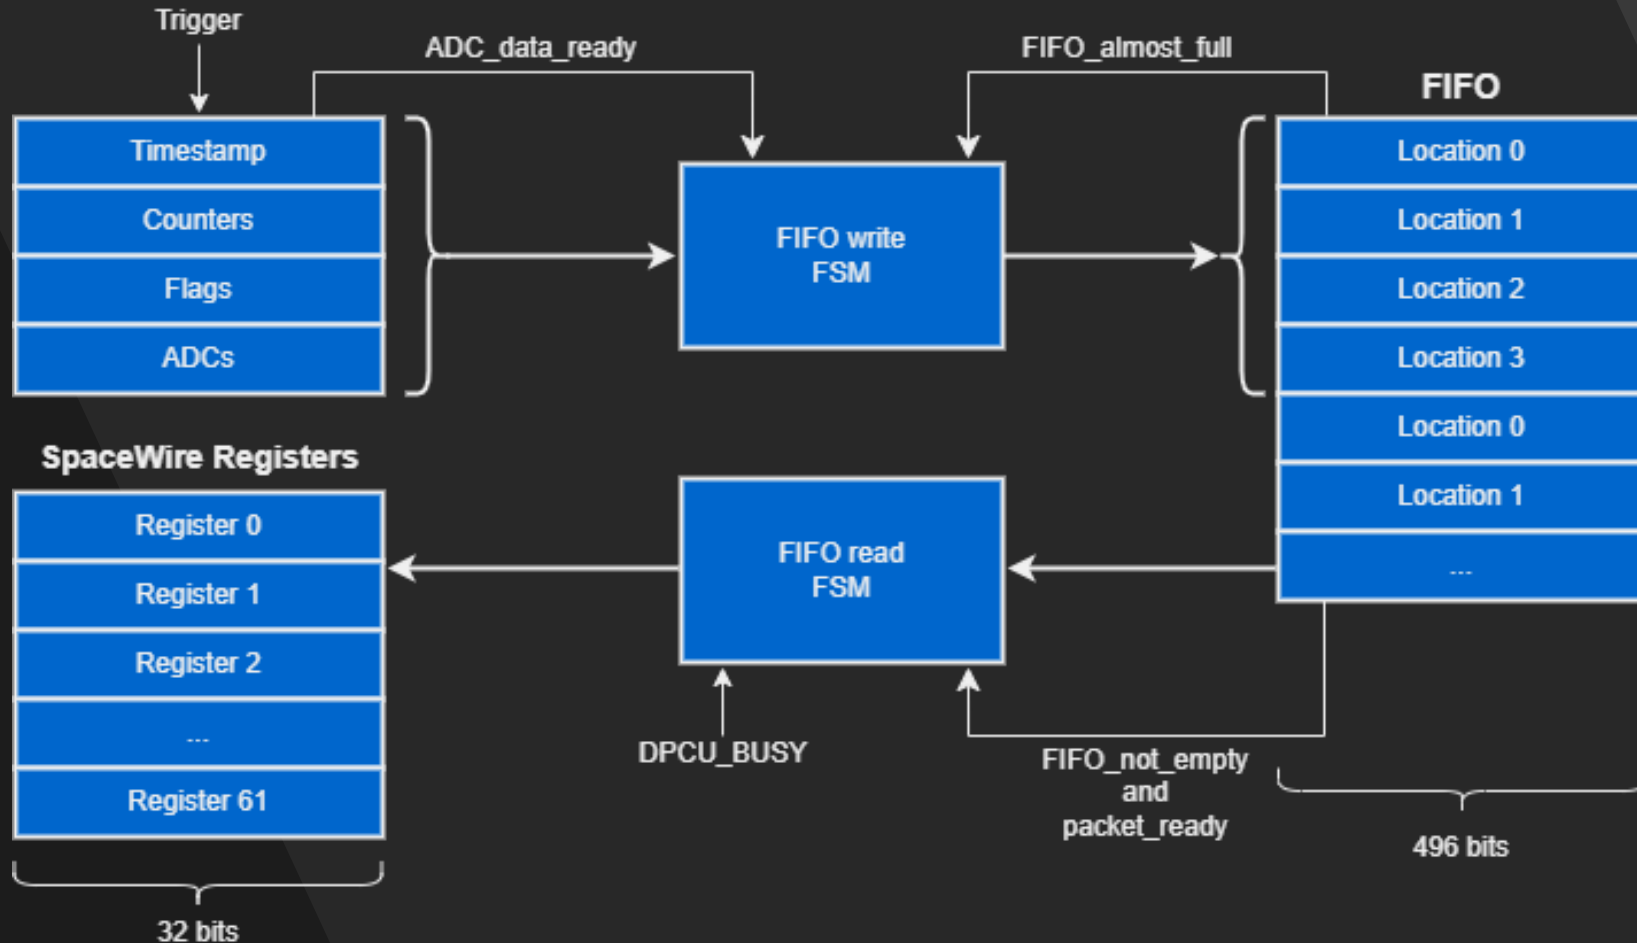 Trigger
ADC_data_ready
FIFO_almost_full
FIFO
Timestamp
Counters
Flags
ADCs
FIFO write
FSM
Location 0
Location 1
Location 2
Location 3
Location 0
Location 1
...
SpaceWire Registers
Register 0
Register 1
Register 2
...
Register 61
32 bits
FIFO read
FSM
DPCU_BUSY
FIFO_not_empty
and
packet_ready
496 bits